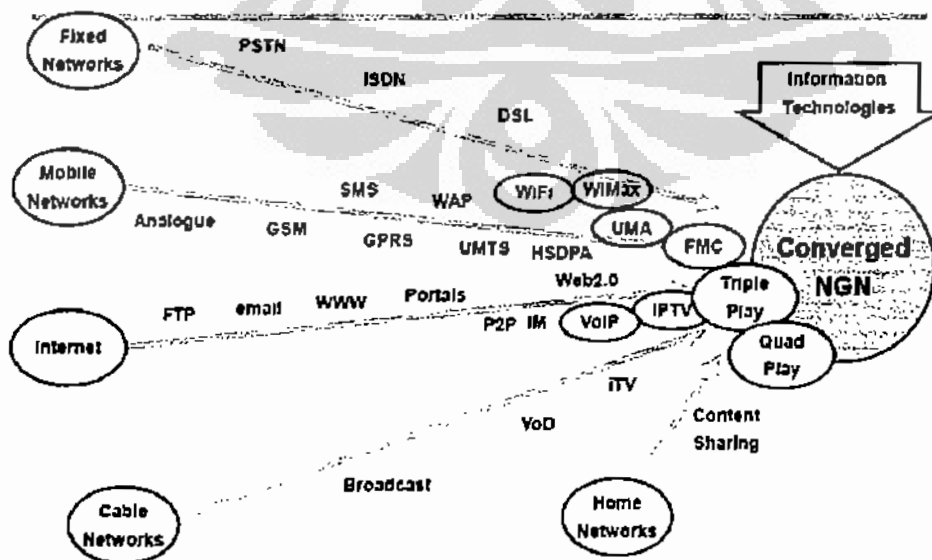 Fixed
Networks
PSTN
ISDN
DSL
Information
Technologies
Mobile
Networks
Analogue
GSM
SMS
GPRS
WAP
UMTS
HSDPA
WiFi
WiMax
UMA
FMC
Converged
NGN
Internet
FTP
email
WWW
Portals
P2P
IM
Web2.0
VoIP
IPTV
Triple
Play
Quad
Play
Cable
Networks
Broadcast
VoD
iTV
Home
Networks
Content
Sharing